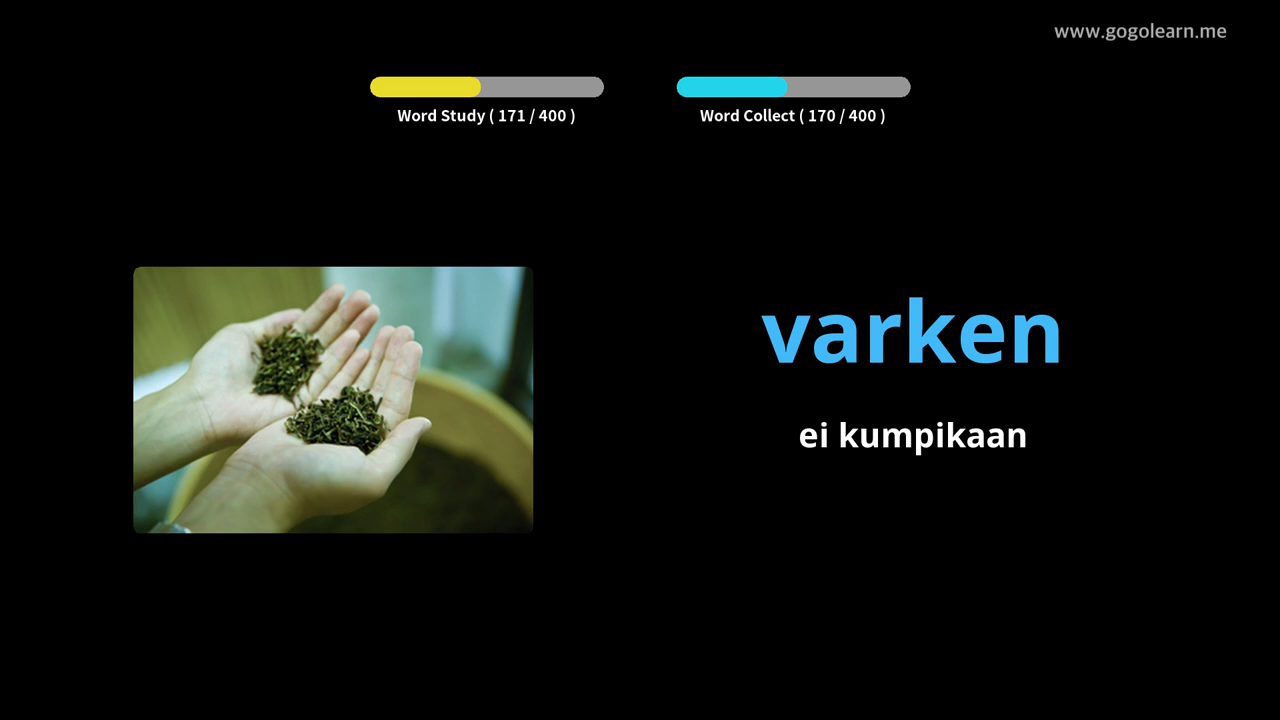 www.gogolearn.me
Word Study ( 171 / 400 )
Word Collect ( 170 / 400 )
varken
ei kumpikaan